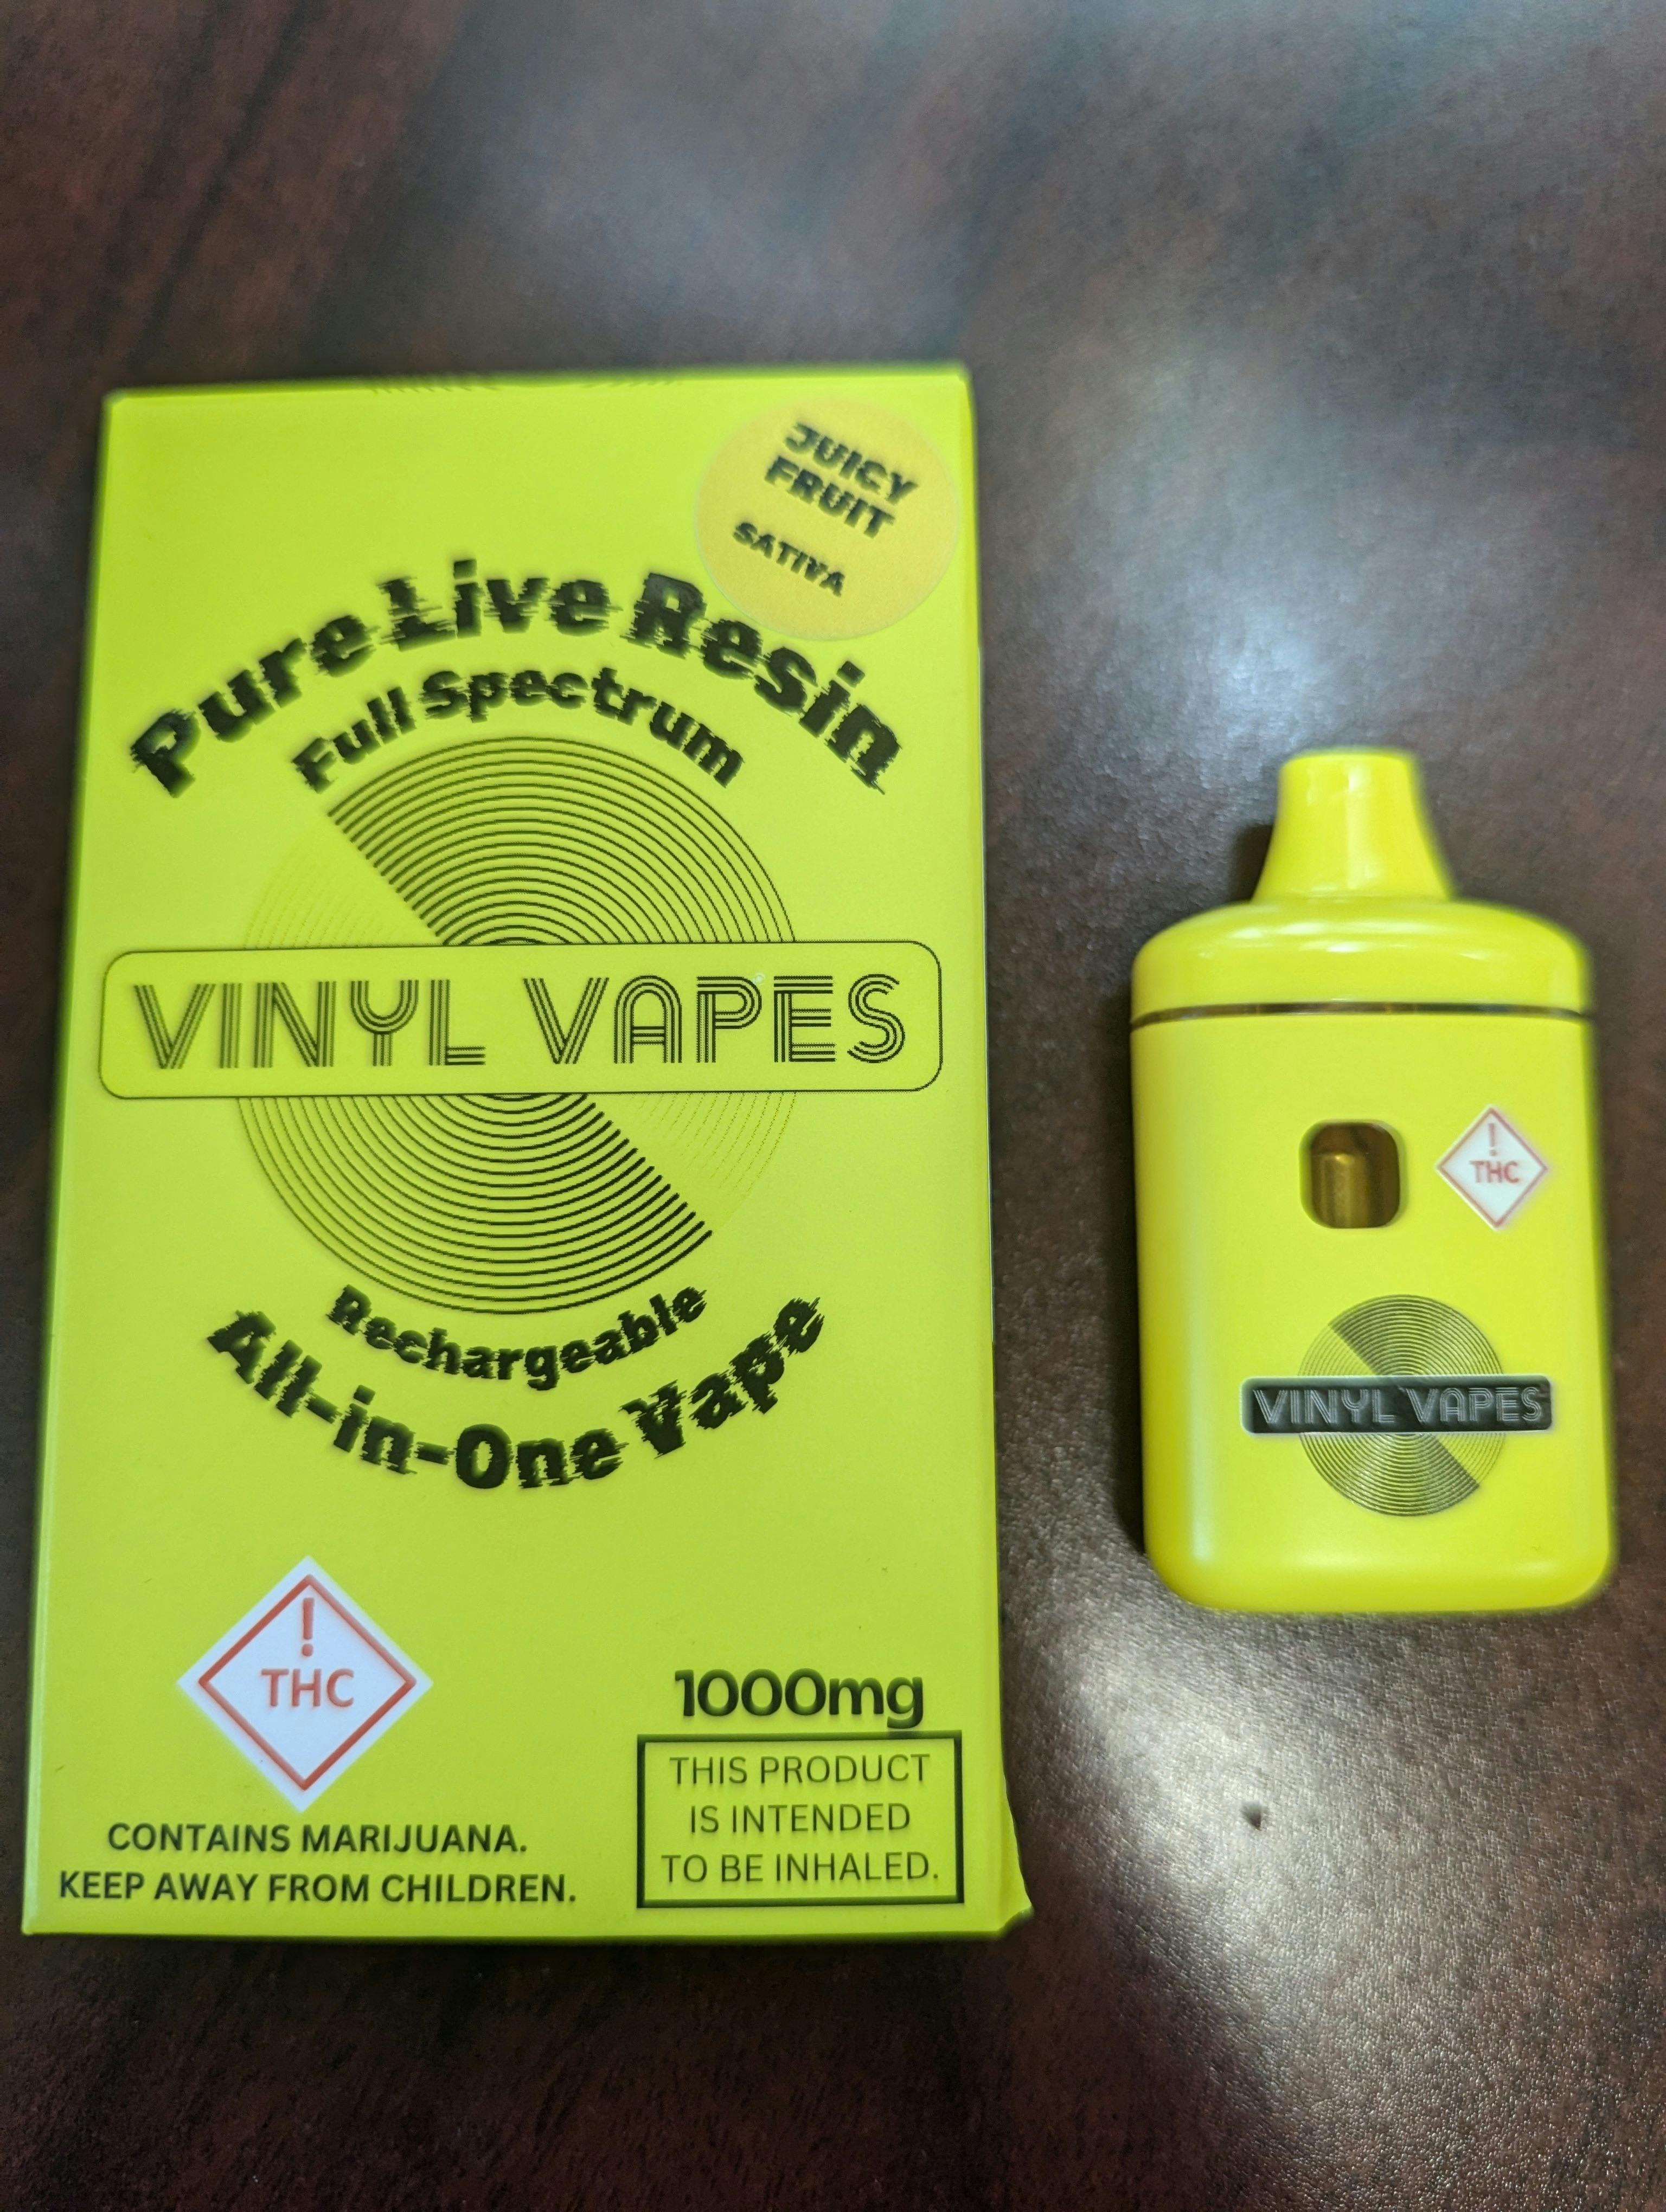 JUICY
FRUIT
SATIVA
Pure Live Resin
Full Spectrum
VINYL VAPES
Rechargeable
All-in-One Vape
!
THC
CONTAINS MARIJUANA.
KEEP AWAY FROM CHILDREN.
1000mg
THIS PRODUCT
IS INTENDED
TO BE INHALED.
!
THC
VINYL VAPES